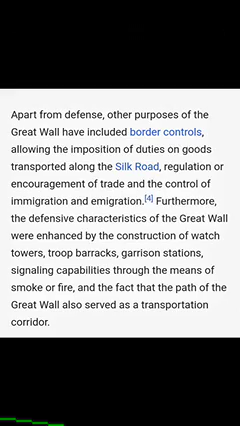 Apart from defense, other purposes of the
Great Wall have included border controls,
allowing the imposition of duties on goods
transported along the Silk Road, regulation or
encouragement of trade and the control of
immigration and emigration.[4] Furthermore,
the defensive characteristics of the Great Wall
were enhanced by the construction of watch
towers, troop barracks, garrison stations,
signaling capabilities through the means of
smoke or fire, and the fact that the path of the
Great Wall also served as a transportation
corridor.